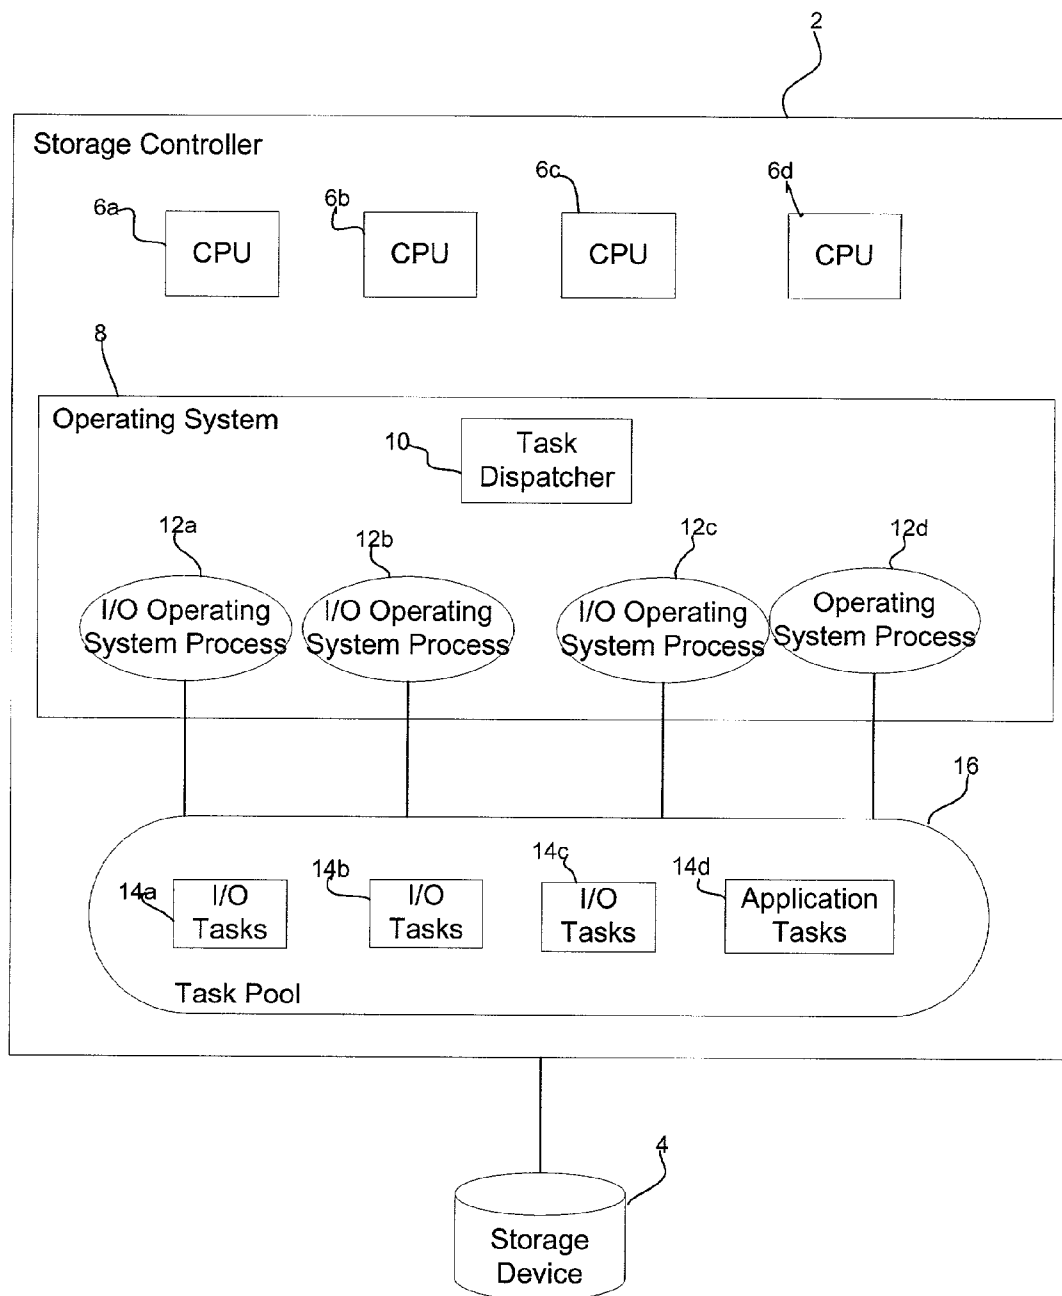 2
Storage Controller
6a
CPU
6b
CPU
6c
CPU
6d
CPU
8
Operating System
10
Task
Dispatcher
12a
I/O Operating
System Process
12b
I/O Operating
System Process
12c
I/O Operating
System Process
12d
Operating
System Process
16
14a
I/O
Tasks
14b
I/O
Tasks
14c
I/O
Tasks
14d
Application
Tasks
Task Pool
4
Storage
Device